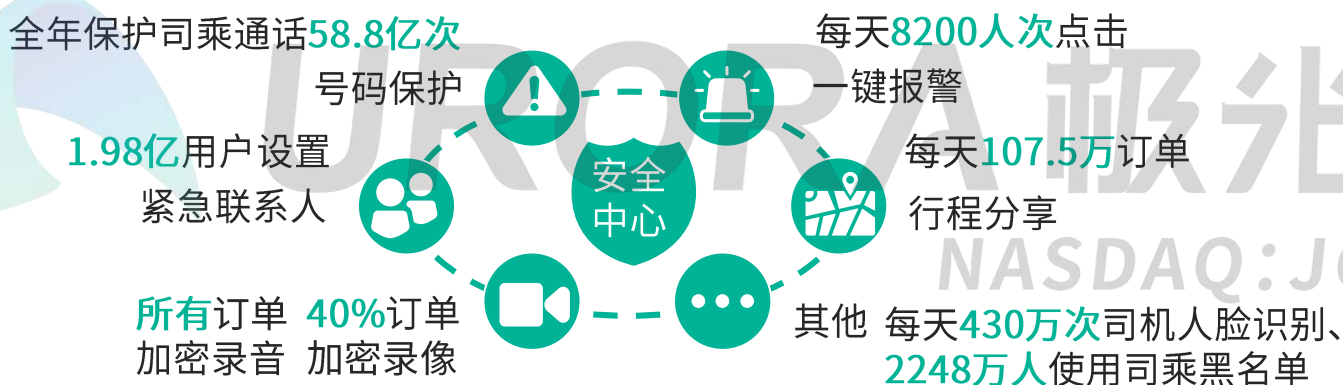 全年保护司乘通话58.8亿次
号码保护
每天8200人次点击
一键报警
1.98亿用户设置
紧急联系人
安全
中心
每天107.5万订单
行程分享
所有订单
加密录音
40%订单
加密录像
其他
每天430万次司机人脸识别、
2248万人使用司乘黑名单
URORA 极光
NASDAQ: J